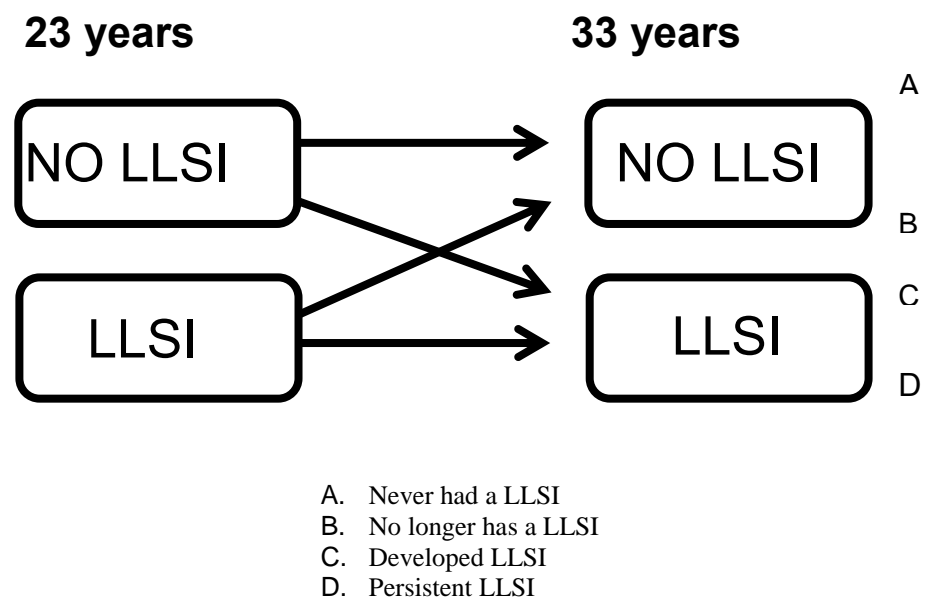 23 years 33 years
A
NO LLSI NO LLSI
B
C
LLSI LLSI
D
A. Never had a LLSI
B. No longer has a LLSI
C. Developed LLSI
D. Persistent LLSI